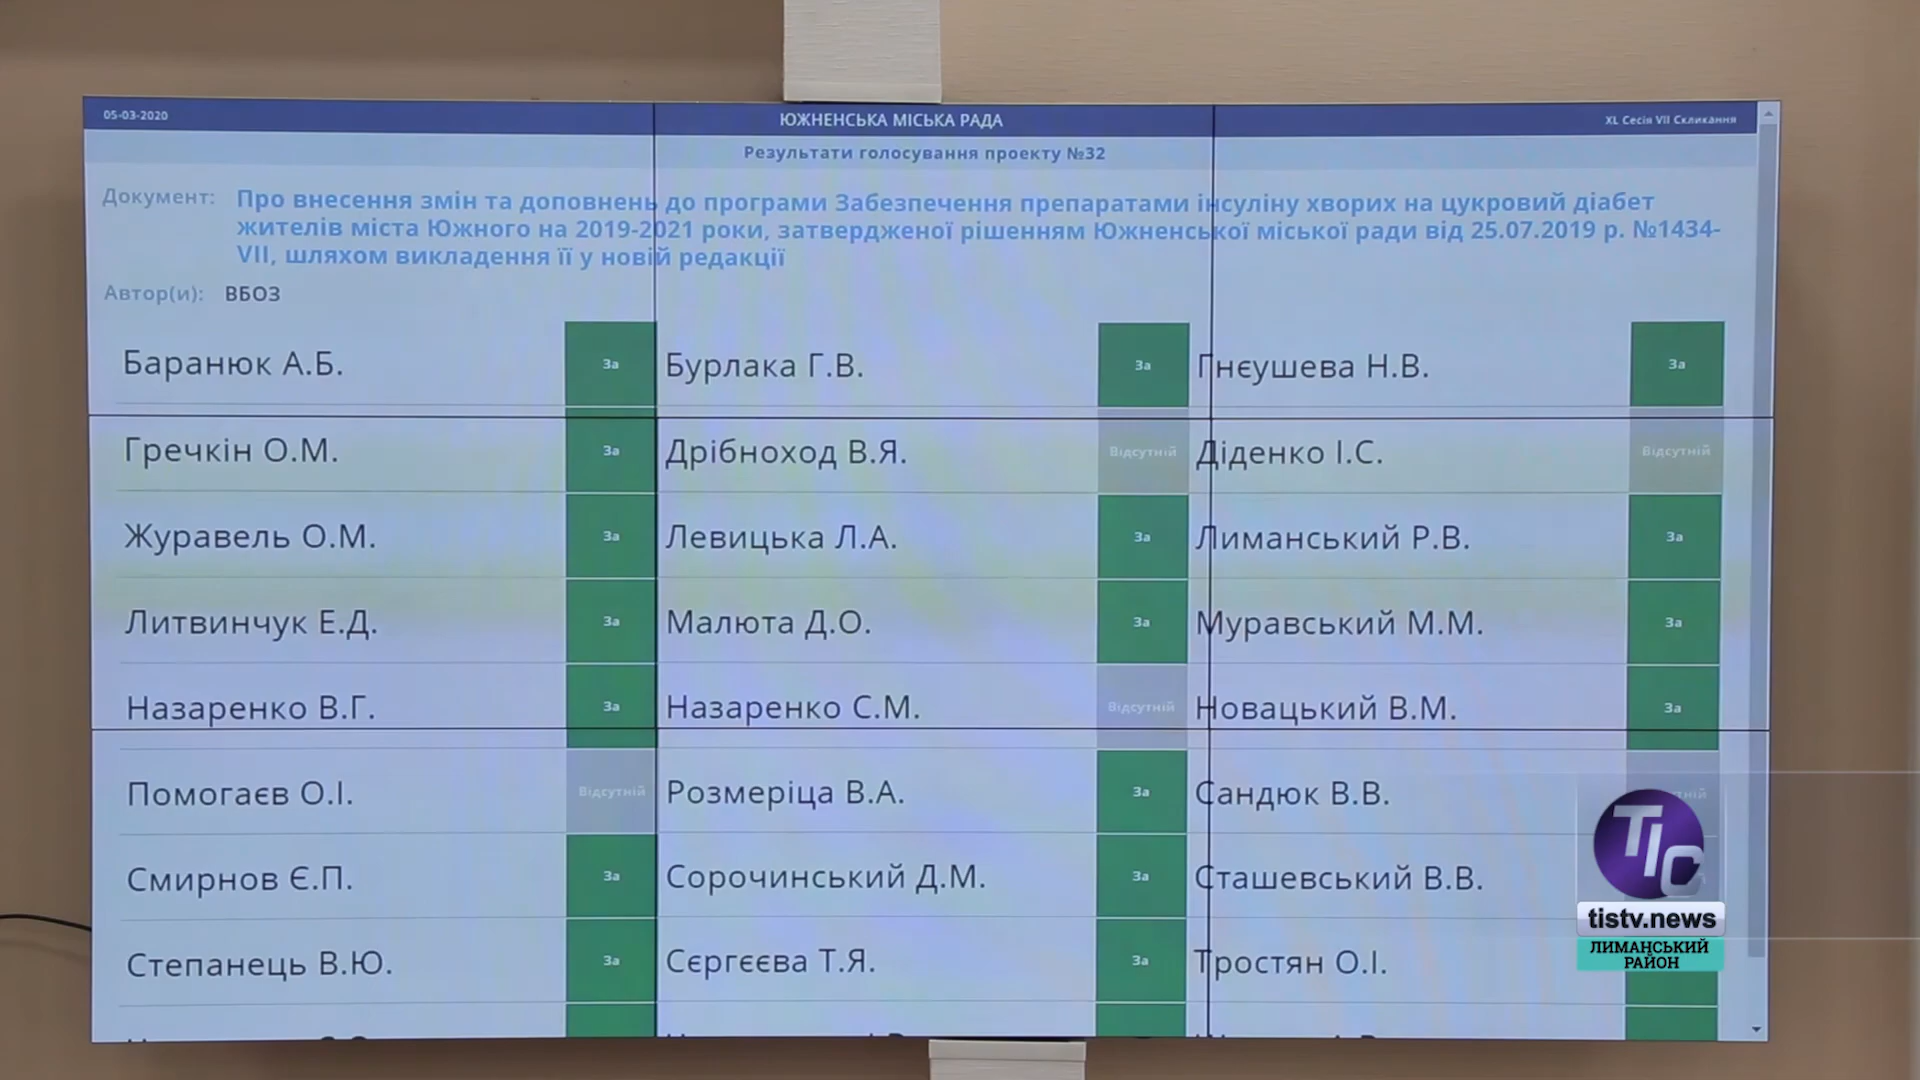 05-03-2020 ЮЖНЕНСЬКА МІСЬКА РАДА XL Сесія VII Скликання
Результати голосування проекту №32
Документ: Про внесення змін та доповнень до програми Забезпечення препаратами інсуліну хворих на цукровий діабет
жителів міста Южного на 2019-2021 роки, затвердженої рішенням Южненської міської ради від 25.07.2019 р. №1434-
VII, шляхом викладення її у новій редакції
Автор(и): ВБОЗ
Баранюк А.Б. За Бурлака Г.В. За Гнєушева Н.В. За
Гречкін О.М. За Дрібноход В.Я. Відсутній Діденко І.С. Відсутній
Журавель О.М. За Левицька Л.А. За Лиманський Р.В. За
Литвинчук Е.Д. За Малюта Д.О. За Муравський М.М. За
Назаренко В.Г. За Назаренко С.М. Відсутній Новацький В.М. За
Помогаєв О.І. Відсутній Розмеріца В.А. За Сандюк В.В.
Смирнов Є.П. За Сорочинський Д.М. За Сташевський В.В.
Степанець В.Ю. За Сєргєєва Т.Я. За Тростян О.І.
ТІС
tistv.news
ЛИМАНСЬКИЙ
РАЙОН